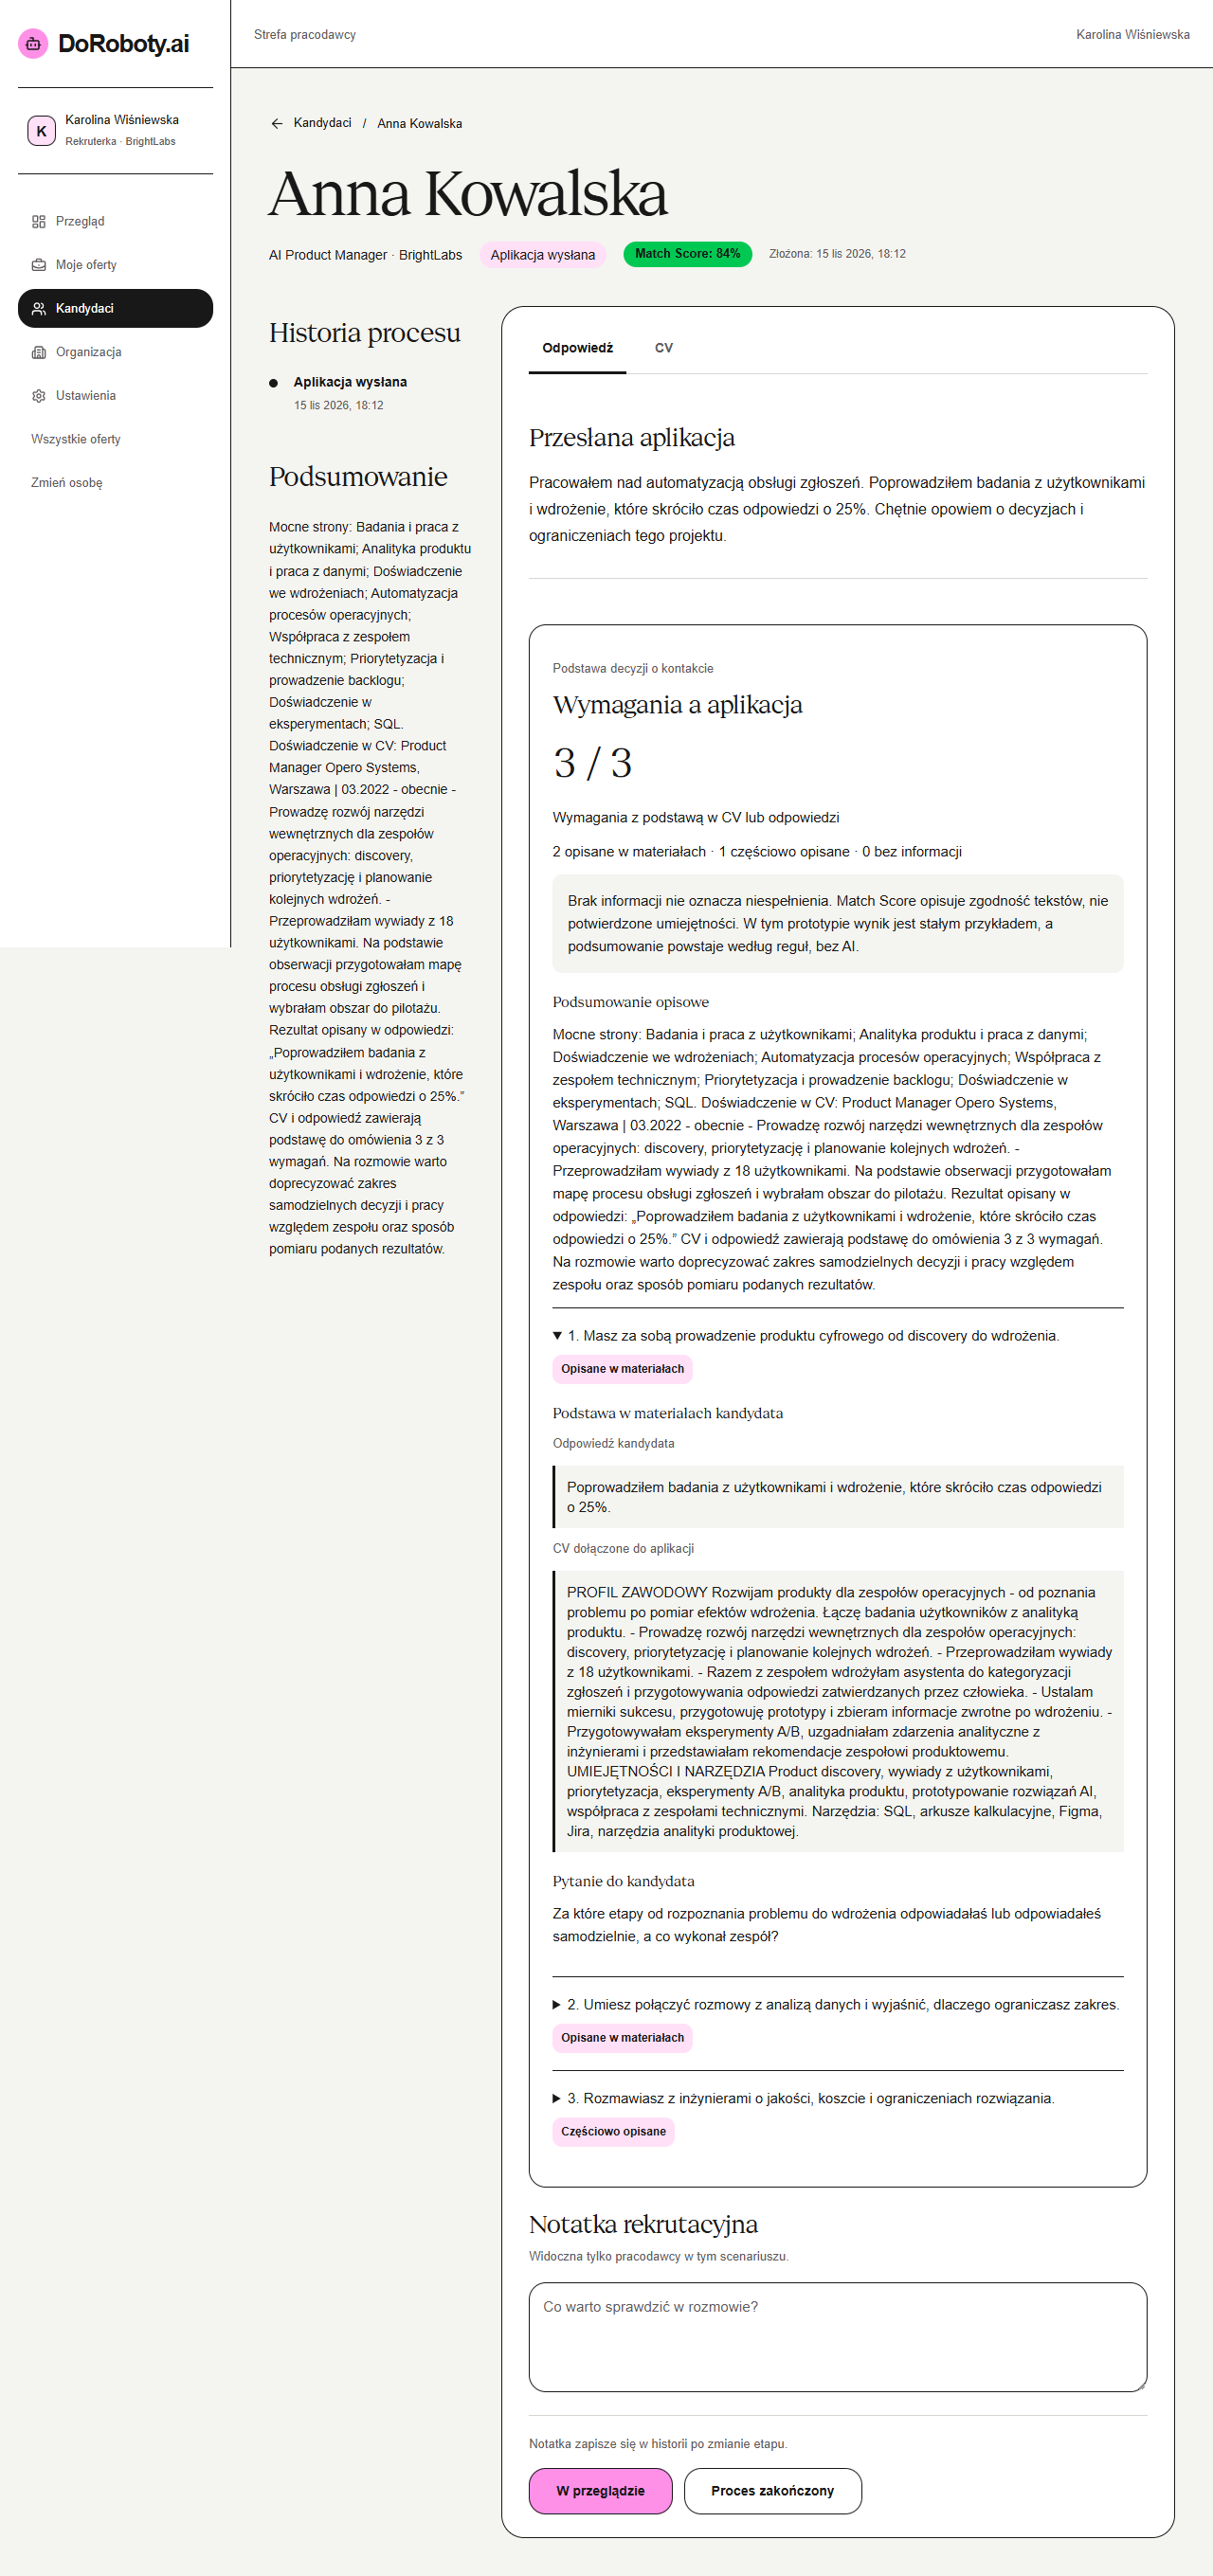 DoRoboty.ai
K
Karolina Wiśniewska
Rekruterka · BrightLabs
Przegląd
Moje oferty
Kandydaci
Organizacja
Ustawienia
Wszystkie oferty
Zmień osobę
Strefa pracodawcy
Karolina Wiśniewska
Kandydaci / Anna Kowalska
Anna Kowalska
AI Product Manager · BrightLabs
Aplikacja wysłana
Match Score: 84%
Złożona: 15 lis 2026, 18:12
Historia procesu
Aplikacja wysłana
15 lis 2026, 18:12
Podsumowanie
Mocne strony: Badania i praca z
użytkownikami; Analityka produktu
i praca z danymi; Doświadczenie
we wdrożeniach; Automatyzacja
procesów operacyjnych;
Współpraca z zespołem
technicznym; Priorytetyzacja i
prowadzenie backlogu;
Doświadczenie w
eksperymentach; SQL.
Doświadczenie w CV: Product
Manager Opero Systems,
Warszawa | 03.2022 - obecnie -
Prowadzę rozwój narzędzi
wewnętrznych dla zespołów
operacyjnych: discovery,
priorytetyzację i planowanie
kolejnych wdrożeń. -
Przeprowadziłam wywiady z 18
użytkownikami. Na podstawie
obserwacji przygotowałam mapę
procesu obsługi zgłoszeń i
wybrałam obszar do pilotażu.
Rezultat opisany w odpowiedzi:
„Poprowadziłem badania z
użytkownikami i wdrożenie, które
skróciło czas odpowiedzi o 25%.”
CV i odpowiedź zawierają
podstawę do omówienia 3 z 3
wymagań. Na rozmowie warto
doprecyzować zakres
samodzielnych decyzji i pracy
względem zespołu oraz sposób
pomiaru podanych rezultatów.
Odpowiedź
CV
Przesłana aplikacja
Pracowałem nad automatyzacją obsługi zgłoszeń. Poprowadziłem badania z użytkownikami
i wdrożenie, które skróciło czas odpowiedzi o 25%. Chętnie opowiem o decyzjach i
ograniczeniach tego projektu.
Podstawa decyzji o kontakcie
Wymagania a aplikacja
3 / 3
Wymagania z podstawą w CV lub odpowiedzi
2 opisane w materiałach · 1 częściowo opisane · 0 bez informacji
Brak informacji nie oznacza niespełnienia. Match Score opisuje zgodność tekstów, nie
potwierdzone umiejętności. W tym prototypie wynik jest stałym przykładem, a
podsumowanie powstaje według reguł, bez AI.
Podsumowanie opisowe
Mocne strony: Badania i praca z użytkownikami; Analityka produktu i praca z danymi;
Doświadczenie we wdrożeniach; Automatyzacja procesów operacyjnych; Współpraca z
zespołem technicznym; Priorytetyzacja i prowadzenie backlogu; Doświadczenie w
eksperymentach; SQL. Doświadczenie w CV: Product Manager Opero Systems,
Warszawa | 03.2022 - obecnie - Prowadzę rozwój narzędzi wewnętrznych dla zespołów
operacyjnych: discovery, priorytetyzację i planowanie kolejnych wdrożeń. -
Przeprowadziłam wywiady z 18 użytkownikami. Na podstawie obserwacji przygotowałam
mapę procesu obsługi zgłoszeń i wybrałam obszar do pilotażu. Rezultat opisany w
odpowiedzi: „Poprowadziłem badania z użytkownikami i wdrożenie, które skróciło czas
odpowiedzi o 25%.” CV i odpowiedź zawierają podstawę do omówienia 3 z 3 wymagań.
Na rozmowie warto doprecyzować zakres samodzielnych decyzji i pracy względem
zespołu oraz sposób pomiaru podanych rezultatów.
1. Masz za sobą prowadzenie produktu cyfrowego od discovery do wdrożenia.
Opisane w materiałach
Podstawa w materiałach kandydata
Odpowiedź kandydata
Poprowadziłem badania z użytkownikami i wdrożenie, które skróciło czas odpowiedzi
o 25%.
CV dołączone do aplikacji
PROFIL ZAWODOWY Rozwijam produkty dla zespołów operacyjnych - od poznania
problemu po pomiar efektów wdrożenia. Łączę badania użytkowników z analityką
produktu. - Prowadzę rozwój narzędzi wewnętrznych dla zespołów operacyjnych:
discovery, priorytetyzację i planowanie kolejnych wdrożeń. - Przeprowadziłam wywiady
z 18 użytkownikami. - Razem z zespołem wdrożyłam asystenta do kategoryzacji
zgłoszeń i przygotowywania odpowiedzi zatwierdzanych przez człowieka. - Ustalam
mierniki sukcesu, przygotowuję prototypy i zbieram informacje zwrotne po wdrożeniu. -
Przygotowywałam eksperymenty A/B, uzgadniałam zdarzenia analityczne z
inżynierami i przedstawiałam rekomendacje zespołowi produktowemu.
UMIEJĘTNOŚCI I NARZĘDZIA Product discovery, wywiady z użytkownikami,
priorytetyzacja, eksperymenty A/B, analityka produktu, prototypowanie rozwiązań AI,
współpraca z zespołami technicznymi. Narzędzia: SQL, arkusze kalkulacyjne, Figma,
Jira, narzędzia analityki produktowej.
Pytanie do kandydata
Za które etapy od rozpoznania problemu do wdrożenia odpowiadałaś lub odpowiadałeś
samodzielnie, a co wykonał zespół?
2. Umiesz połączyć rozmowy z analizą danych i wyjaśnić, dlaczego ograniczasz zakres.
Opisane w materiałach
3. Rozmawiasz z inżynierami o jakości, koszcie i ograniczeniach rozwiązania.
Częściowo opisane
Notatka rekrutacyjna
Widoczna tylko pracodawcy w tym scenariuszu.
Co warto sprawdzić w rozmowie?
Notatka zapisze się w historii po zmianie etapu.
W przeglądzie
Proces zakończony